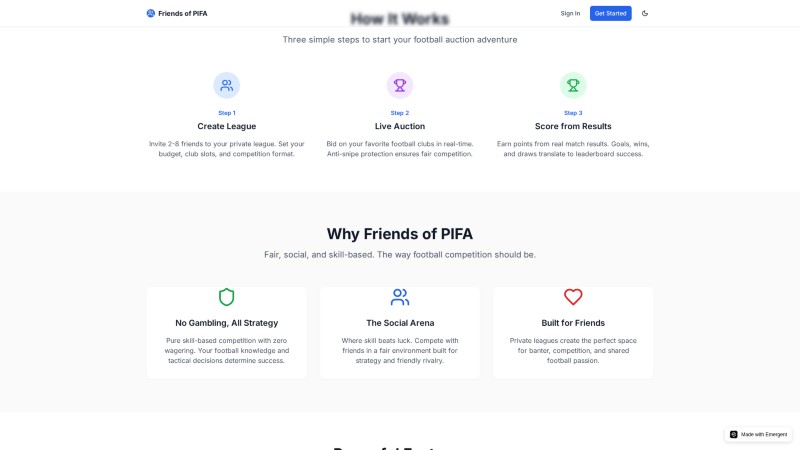 Friends of PIFA
Sign In
Get Started
How It Works
Three simple steps to start your football auction adventure
Step 1
Create League
Invite 2-8 friends to your private league. Set your
budget, club slots, and competition format.
Step 2
Live Auction
Bid on your favorite football clubs in real-time.
Anti-snipe protection ensures fair competition.
Step 3
Score from Results
Earn points from real match results. Goals, wins,
and draws translate to leaderboard success.
Why Friends of PIFA
Fair, social, and skill-based. The way football competition should be.
No Gambling, All Strategy
Pure skill-based competition with zero
wagering. Your football knowledge and
tactical decisions determine success.
The Social Arena
Where skill beats luck. Compete with
friends in a fair environment built for
strategy and friendly rivalry.
Built for Friends
Private leagues create the perfect space
for banter, competition, and shared
football passion.
Made with Emergent